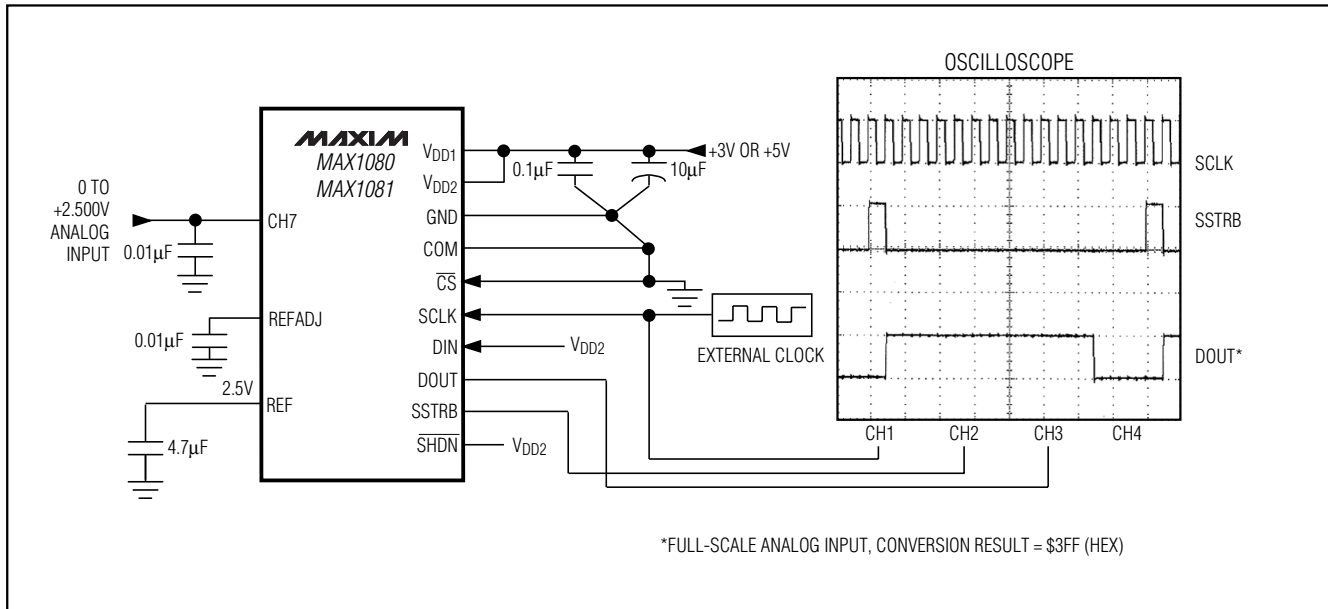 OSCILLOSCOPE
MAXIM
MAX1080
MAX1081
0 TO
+2.500V
ANALOG
INPUT
0.01µF
CH7
REFADJ
0.01µF
2.5V
REF
4.7µF
VDD1
VDD2
GND
COM
CS
SCLK
DIN
DOUT
SSTRB
SHDN
0.1µF
10µF
+3V OR +5V
VDD2
VDD2
EXTERNAL CLOCK
SCLK
SSTRB
DOUT*
CH1 CH2 CH3 CH4
*FULL-SCALE ANALOG INPUT, CONVERSION RESULT = $3FF (HEX)